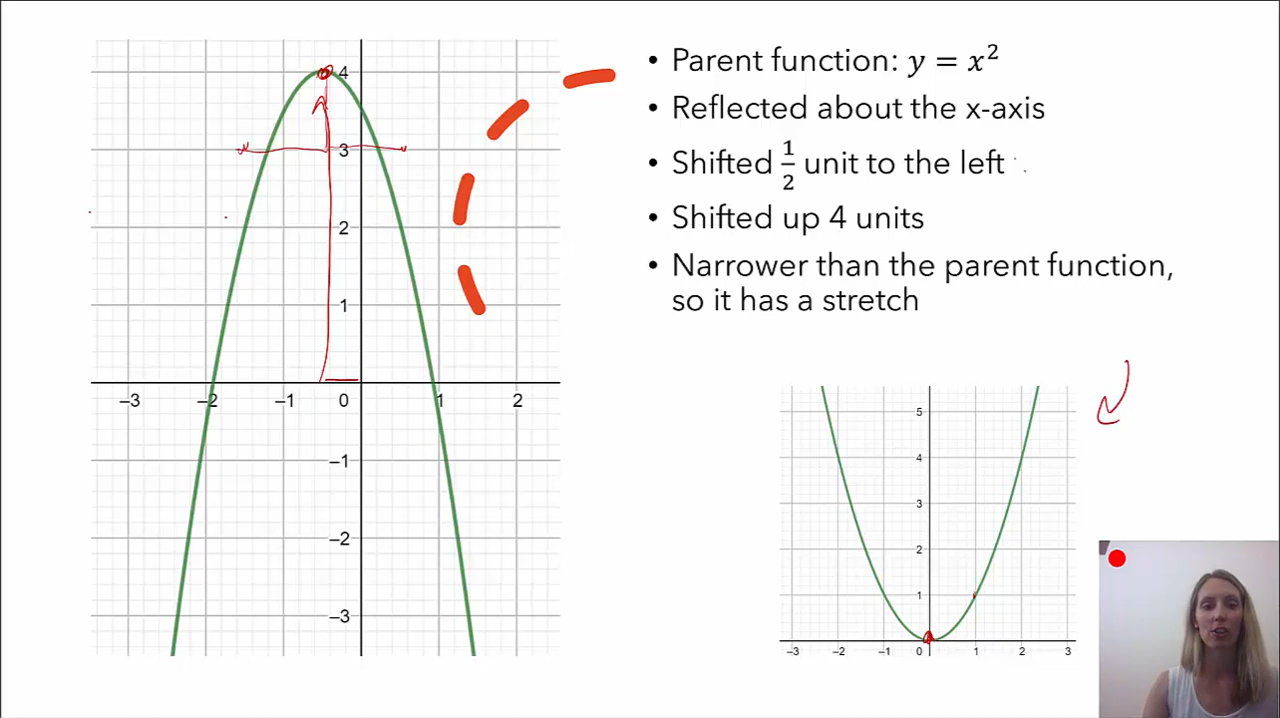 • Parent function: y = x²
• Reflected about the x-axis
• Shifted 1/2 unit to the left
• Shifted up 4 units
• Narrower than the parent function,
so it has a stretch
4
3
2
1
–3 –2 –1 0 1 2
–1
–2
–3
5
4
3
2
1
–3 –2 –1 0 1 2 3